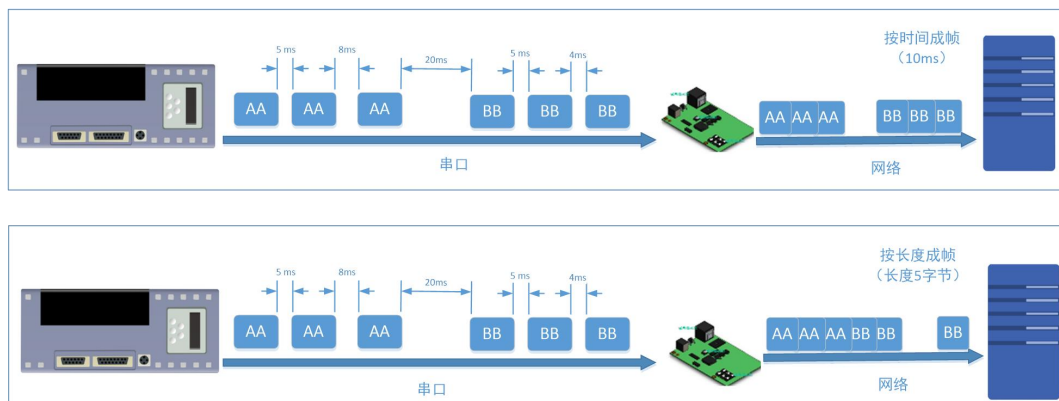 5 ms
8ms
20ms
5 ms
4ms
按时间成帧
（10ms）
AA AA AA BB BB BB
AA AA AA BB BB BB
串口
网络
5 ms
8ms
20ms
5 ms
4ms
按长度成帧
（长度5字节）
AA AA AA BB BB BB
AA AA AA BB BB BB
串口
网络